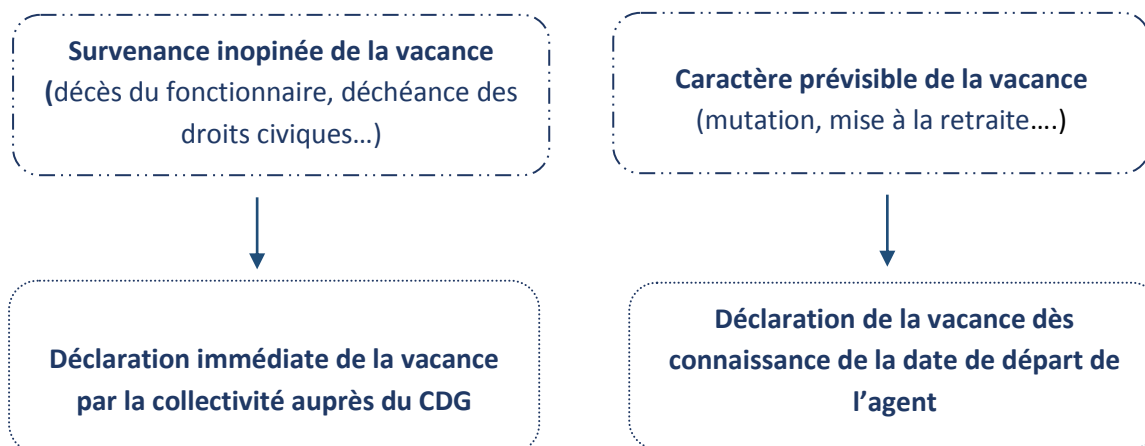 Survenance inopinée de la vacance
(décès du fonctionnaire, déchéance des
droits civiques…)
Caractère prévisible de la vacance
(mutation, mise à la retraite….)
Déclaration immédiate de la vacance
par la collectivité auprès du CDG
Déclaration de la vacance dès
connaissance de la date de départ de
l’agent